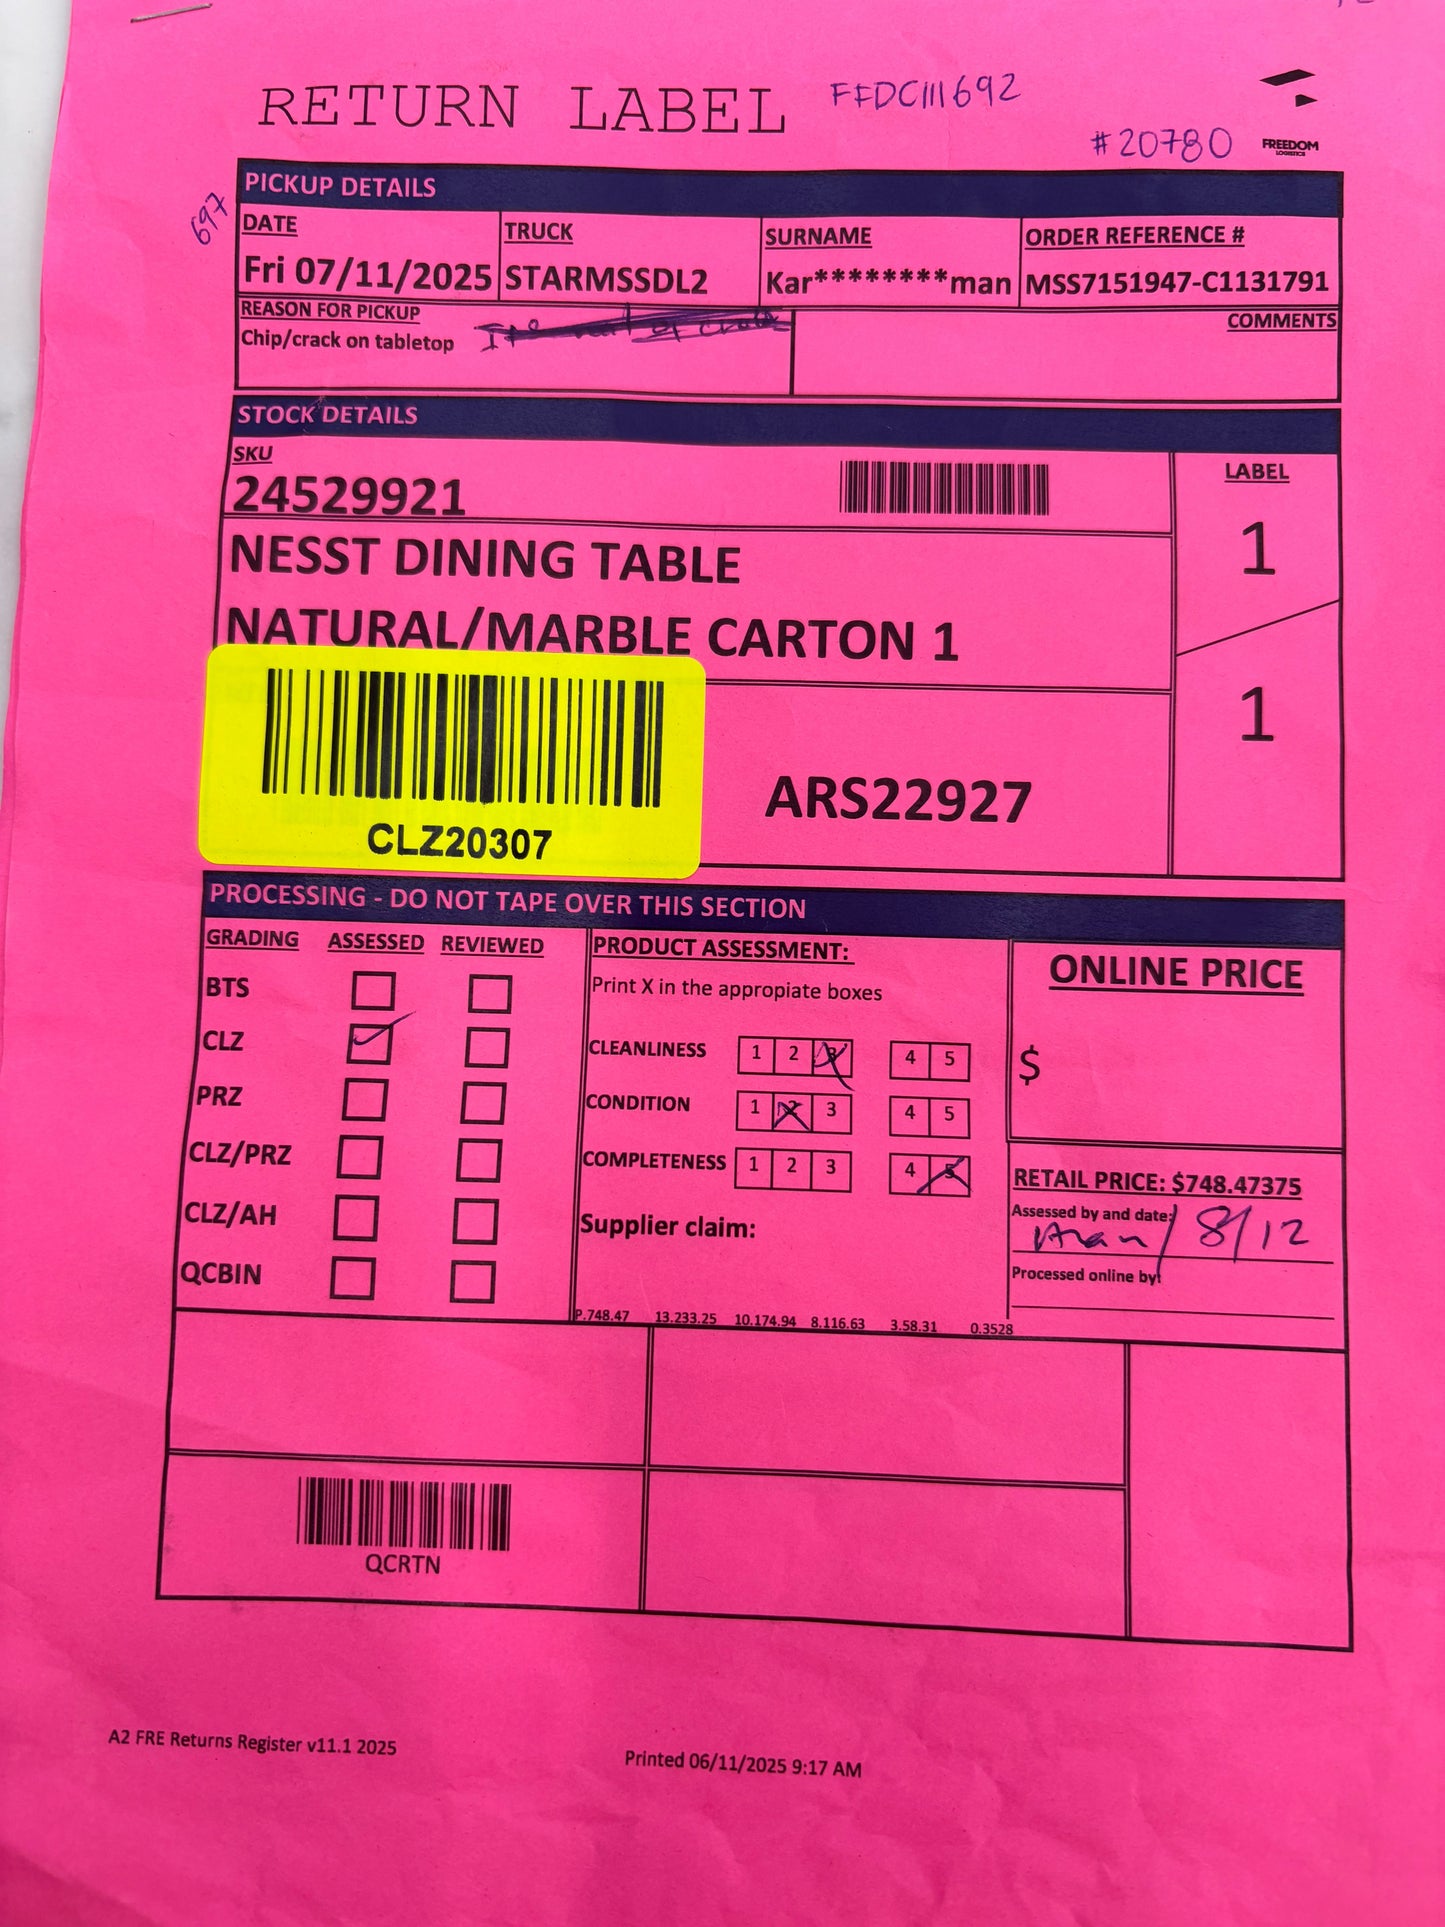 RETURN LABEL FFDC111692
#20780
FREEDOM
LOGISTICS
697
PICKUP DETAILS
DATE TRUCK SURNAME ORDER REFERENCE #
Fri 07/11/2025 STARMSSDL2 Kar********man MSS7151947-C1131791
REASON FOR PICKUP COMMENTS
Chip/crack on tabletop
STOCK DETAILS
SKU LABEL
24529921
NESST DINING TABLE 1
NATURAL/MARBLE CARTON 1
1
ARS22927
CLZ20307
PROCESSING - DO NOT TAPE OVER THIS SECTION
GRADING ASSESSED REVIEWED PRODUCT ASSESSMENT: ONLINE PRICE
BTS Print X in the appropiate boxes
CLZ CLEANLINESS 1 2 3 4 5 $
PRZ CONDITION 1 2 3 4 5
CLZ/PRZ COMPLETENESS 1 2 3 4 5 RETAIL PRICE: $748.47375
CLZ/AH Supplier claim: Assessed by and date:
8/12
QCBIN Processed online by:
P.748.47 13.233.25 10.174.94 8.116.63 3.58.31 0.3528
QCRTN
A2 FRE Returns Register v11.1 2025 Printed 06/11/2025 9:17 AM